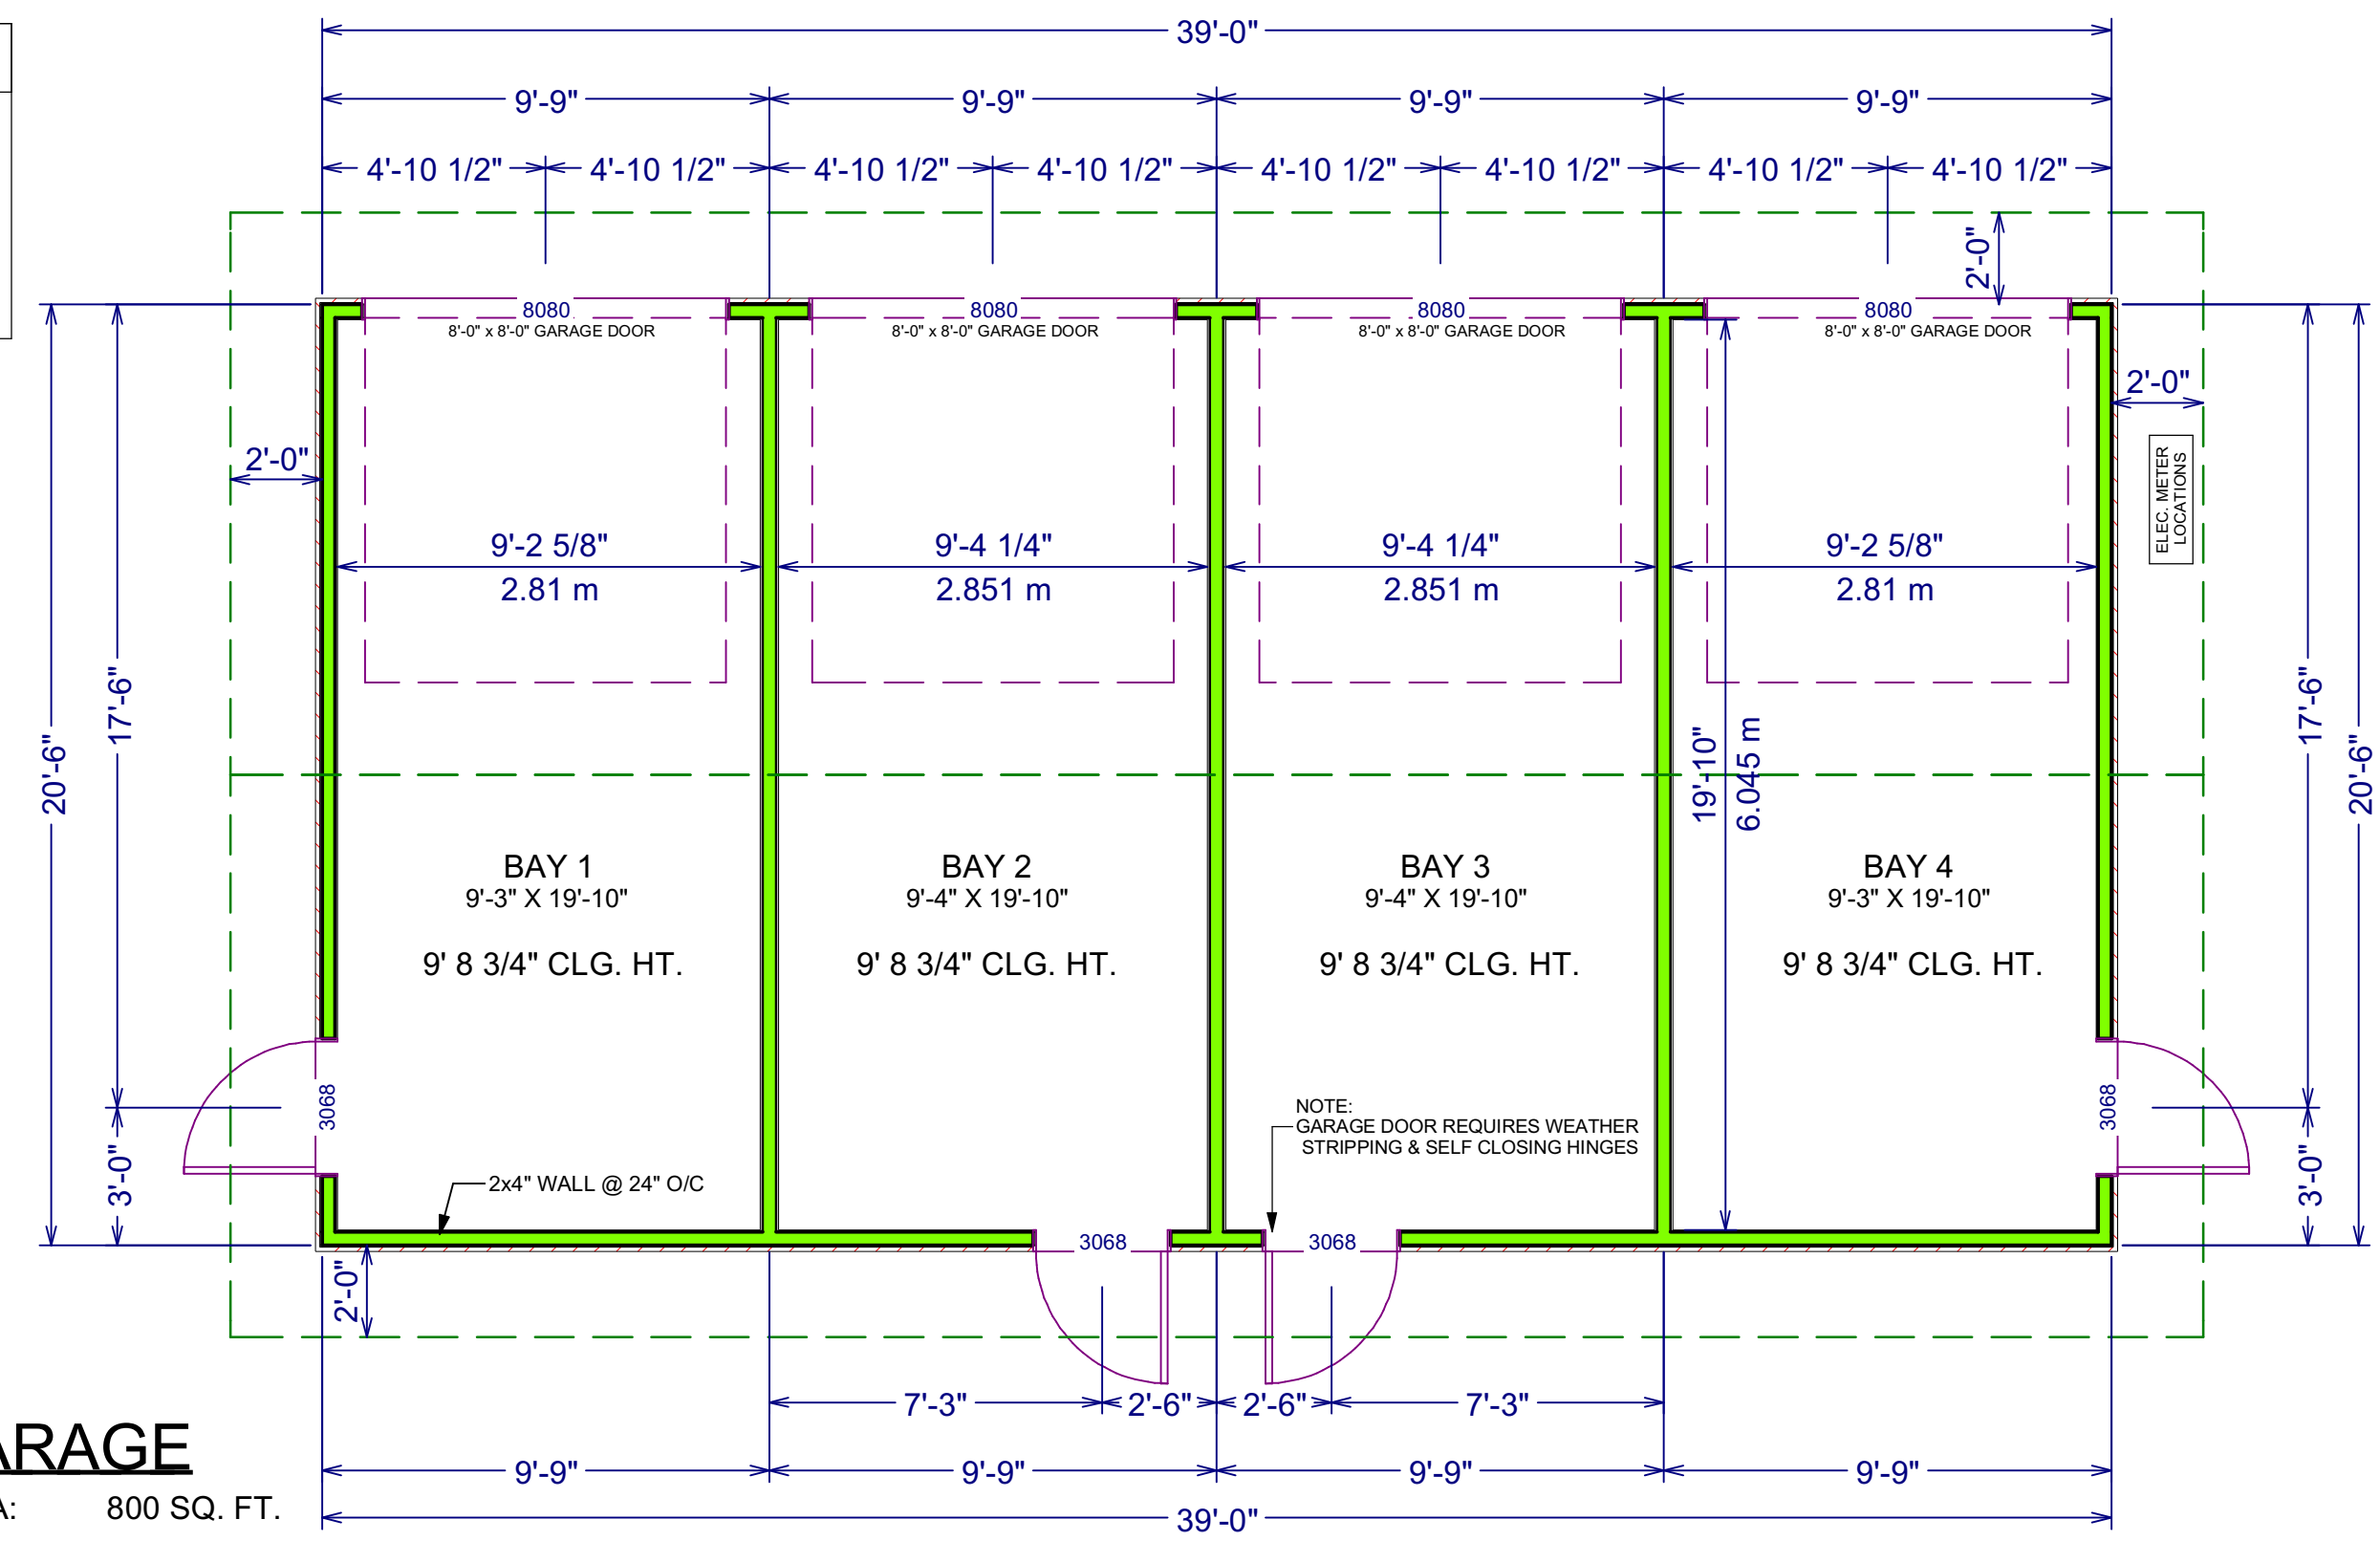 39'-0"
9'-9" 9'-9" 9'-9" 9'-9"
4'-10 1/2" 4'-10 1/2" 4'-10 1/2" 4'-10 1/2" 4'-10 1/2" 4'-10 1/2" 4'-10 1/2" 4'-10 1/2"
2'-0"
8080 8080 8080 8080
8'-0" x 8'-0" GARAGE DOOR 8'-0" x 8'-0" GARAGE DOOR 8'-0" x 8'-0" GARAGE DOOR 8'-0" x 8'-0" GARAGE DOOR
2'-0"
2'-0"
ELEC. METER
LOCATIONS
9'-2 5/8" 9'-4 1/4" 9'-4 1/4" 9'-2 5/8"
2.81 m 2.851 m 2.851 m 2.81 m
20'-6"
17'-6"
19'-10"
6.045 m
17'-6"
20'-6"
BAY 1 BAY 2 BAY 3 BAY 4
9'-3" X 19'-10" 9'-4" X 19'-10" 9'-4" X 19'-10" 9'-3" X 19'-10"
9' 8 3/4" CLG. HT. 9' 8 3/4" CLG. HT. 9' 8 3/4" CLG. HT. 9' 8 3/4" CLG. HT.
3068
3068
NOTE:
GARAGE DOOR REQUIRES WEATHER
STRIPPING & SELF CLOSING HINGES
3'-0"
3'-0"
2x4" WALL @ 24" O/C
3068 3068
2'-0"
7'-3" 2'-6" 2'-6" 7'-3"
ARAGE
9'-9" 9'-9" 9'-9" 9'-9"
A: 800 SQ. FT.
39'-0"